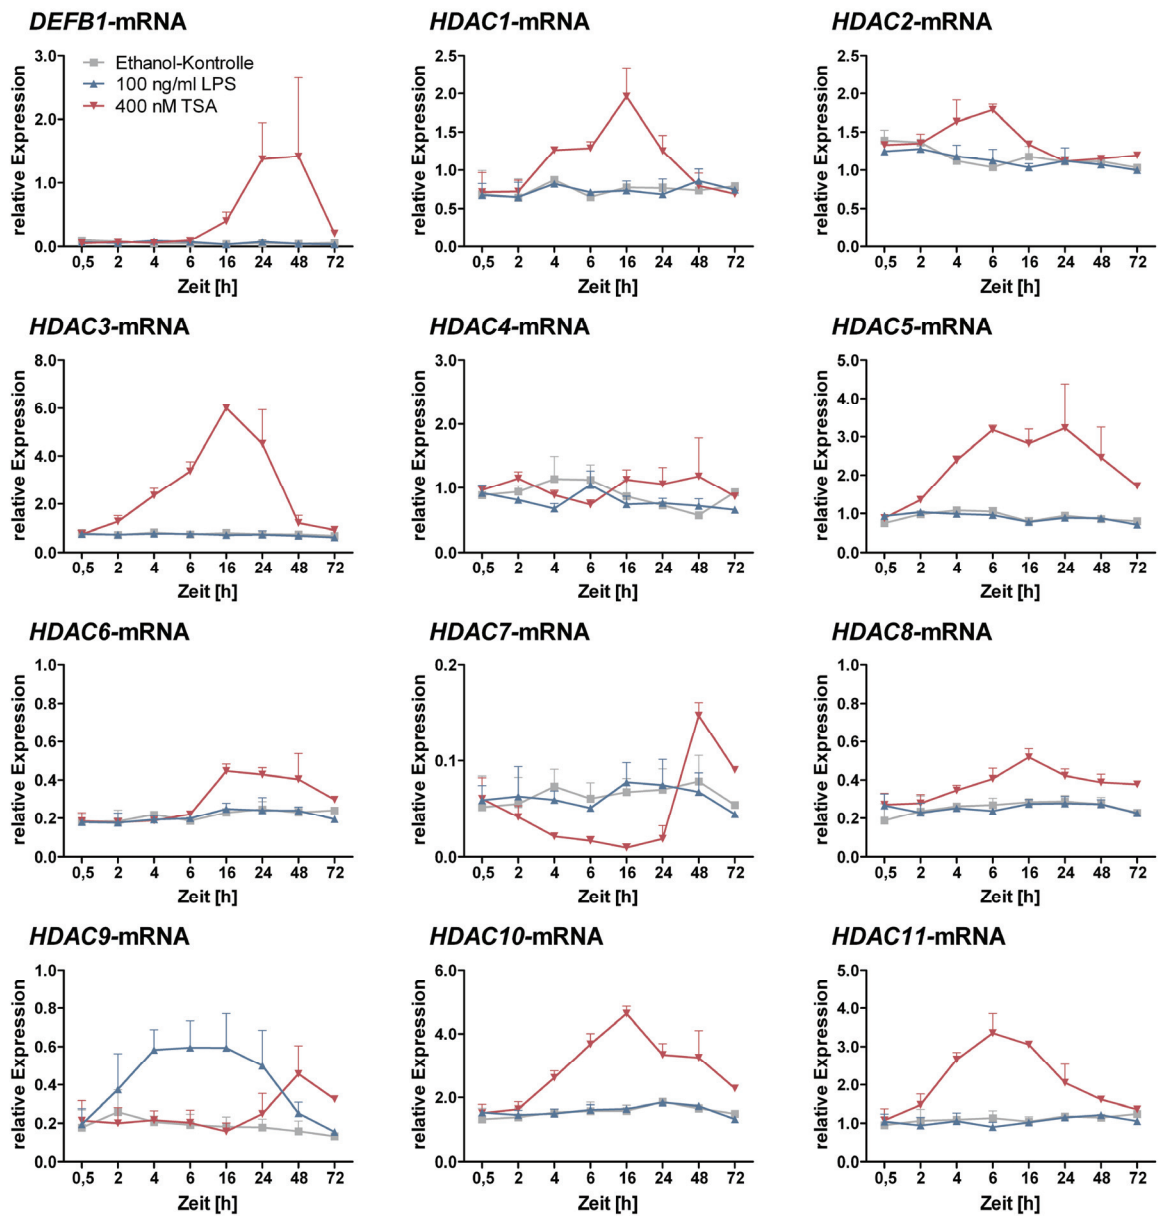 DEFB1-mRNA
relative Expression
3.0
2.0
1.0
0.0
Ethanol-Kontrolle
100 ng/ml LPS
400 nM TSA
0,5 2 4 6 16 24 48 72
Zeit [h]
HDAC1-mRNA
relative Expression
2.5
2.0
1.5
1.0
0.5
0.0
0,5 2 4 6 16 24 48 72
Zeit [h]
HDAC2-mRNA
relative Expression
2.5
2.0
1.5
1.0
0.5
0.0
0,5 2 4 6 16 24 48 72
Zeit [h]
HDAC3-mRNA
relative Expression
8.0
6.0
4.0
2.0
0.0
0,5 2 4 6 16 24 48 72
Zeit [h]
HDAC4-mRNA
relative Expression
3.0
2.0
1.0
0.0
0,5 2 4 6 16 24 48 72
Zeit [h]
HDAC5-mRNA
relative Expression
5.0
4.0
3.0
2.0
1.0
0.0
0,5 2 4 6 16 24 48 72
Zeit [h]
HDAC6-mRNA
relative Expression
1.0
0.8
0.6
0.4
0.2
0.0
0,5 2 4 6 16 24 48 72
Zeit [h]
HDAC7-mRNA
relative Expression
0.2
0.1
0.0
0,5 2 4 6 16 24 48 72
Zeit [h]
HDAC8-mRNA
relative Expression
1.0
0.8
0.6
0.4
0.2
0.0
0,5 2 4 6 16 24 48 72
Zeit [h]
HDAC9-mRNA
relative Expression
1.0
0.8
0.6
0.4
0.2
0.0
0,5 2 4 6 16 24 48 72
Zeit [h]
HDAC10-mRNA
relative Expression
6.0
4.0
2.0
0.0
0,5 2 4 6 16 24 48 72
Zeit [h]
HDAC11-mRNA
relative Expression
5.0
4.0
3.0
2.0
1.0
0.0
0,5 2 4 6 16 24 48 72
Zeit [h]